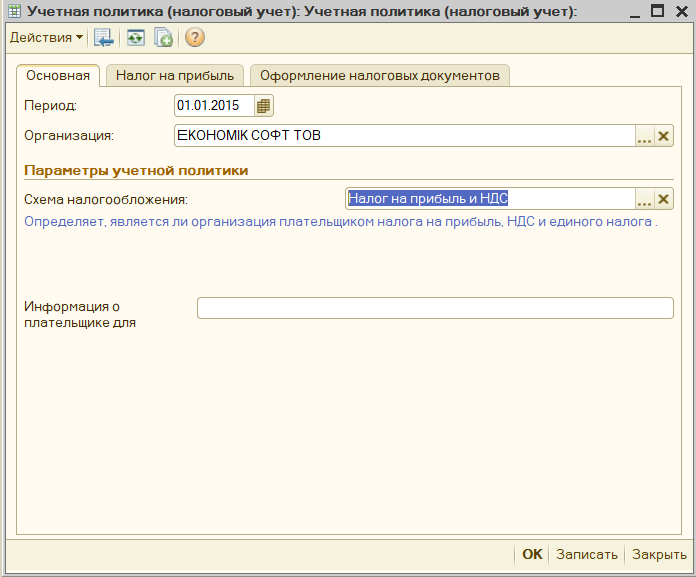 Учетная политика (налоговый учет): Учетная политика (налоговый учет):
Действия
Основная
Налог на прибыль
Оформление налоговых документов
Период:
01.01.2015
Организация:
ЕКОНОМІК СОФТ ТОВ
...
Параметры учетной политики
Схема налогообложения:
Налог на прибыль и НДС
...
Определяет, является ли организация плательщиком налога на прибыль, НДС и единого налога .
Информация о
плательщике для
OK
Записать
Закрыть